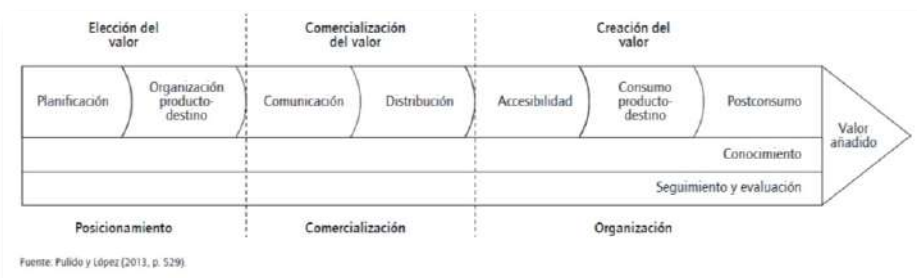 Elección del
valor
Comercialización
del valor
Creación del
valor
Planificación
Organización
producto-
destino
Comunicación
Distribución
Accesibilidad
Consumo
producto-
destino
Postconsumo
Valor
añadido
Conocimiento
Seguimiento y evaluación
Posicionamiento
Comercialización
Organización
Fuente: Pulido y López (2013, p. 529).